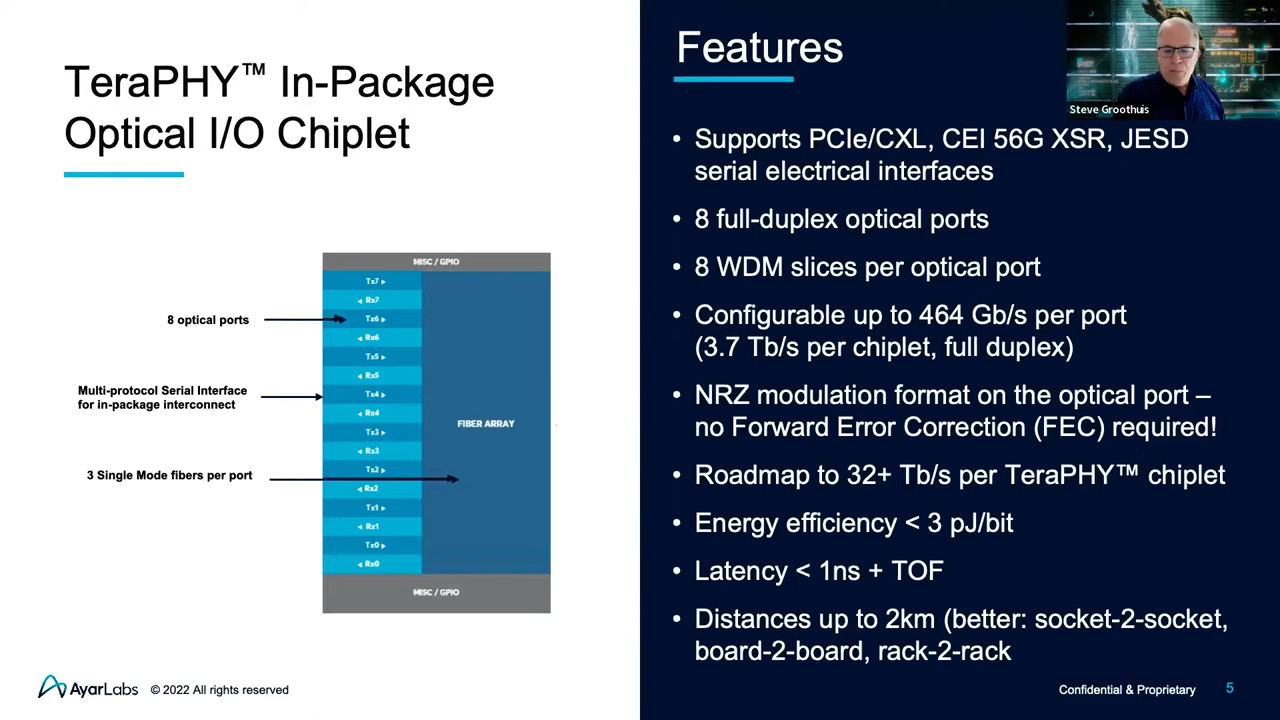 TeraPHY™ In-Package
Optical I/O Chiplet
8 optical ports
Multi-protocol Serial Interface
for in-package interconnect
3 Single Mode fibers per port
MISC / GPIO
Tx7
Rx7
Tx6
Rx6
Tx5
Rx5
Tx4
Rx4
Tx3
Rx3
Tx2
Rx2
Tx1
Rx1
Tx0
Rx0
FIBER ARRAY
MISC / GPIO
AyarLabs © 2022 All rights reserved
Features
Steve Groothuis
• Supports PCIe/CXL, CEI 56G XSR, JESD
serial electrical interfaces
• 8 full-duplex optical ports
• 8 WDM slices per optical port
• Configurable up to 464 Gb/s per port
(3.7 Tb/s per chiplet, full duplex)
• NRZ modulation format on the optical port –
no Forward Error Correction (FEC) required!
• Roadmap to 32+ Tb/s per TeraPHY™ chiplet
• Energy efficiency < 3 pJ/bit
• Latency < 1ns + TOF
• Distances up to 2km (better: socket-2-socket,
board-2-board, rack-2-rack
Confidential & Proprietary 5